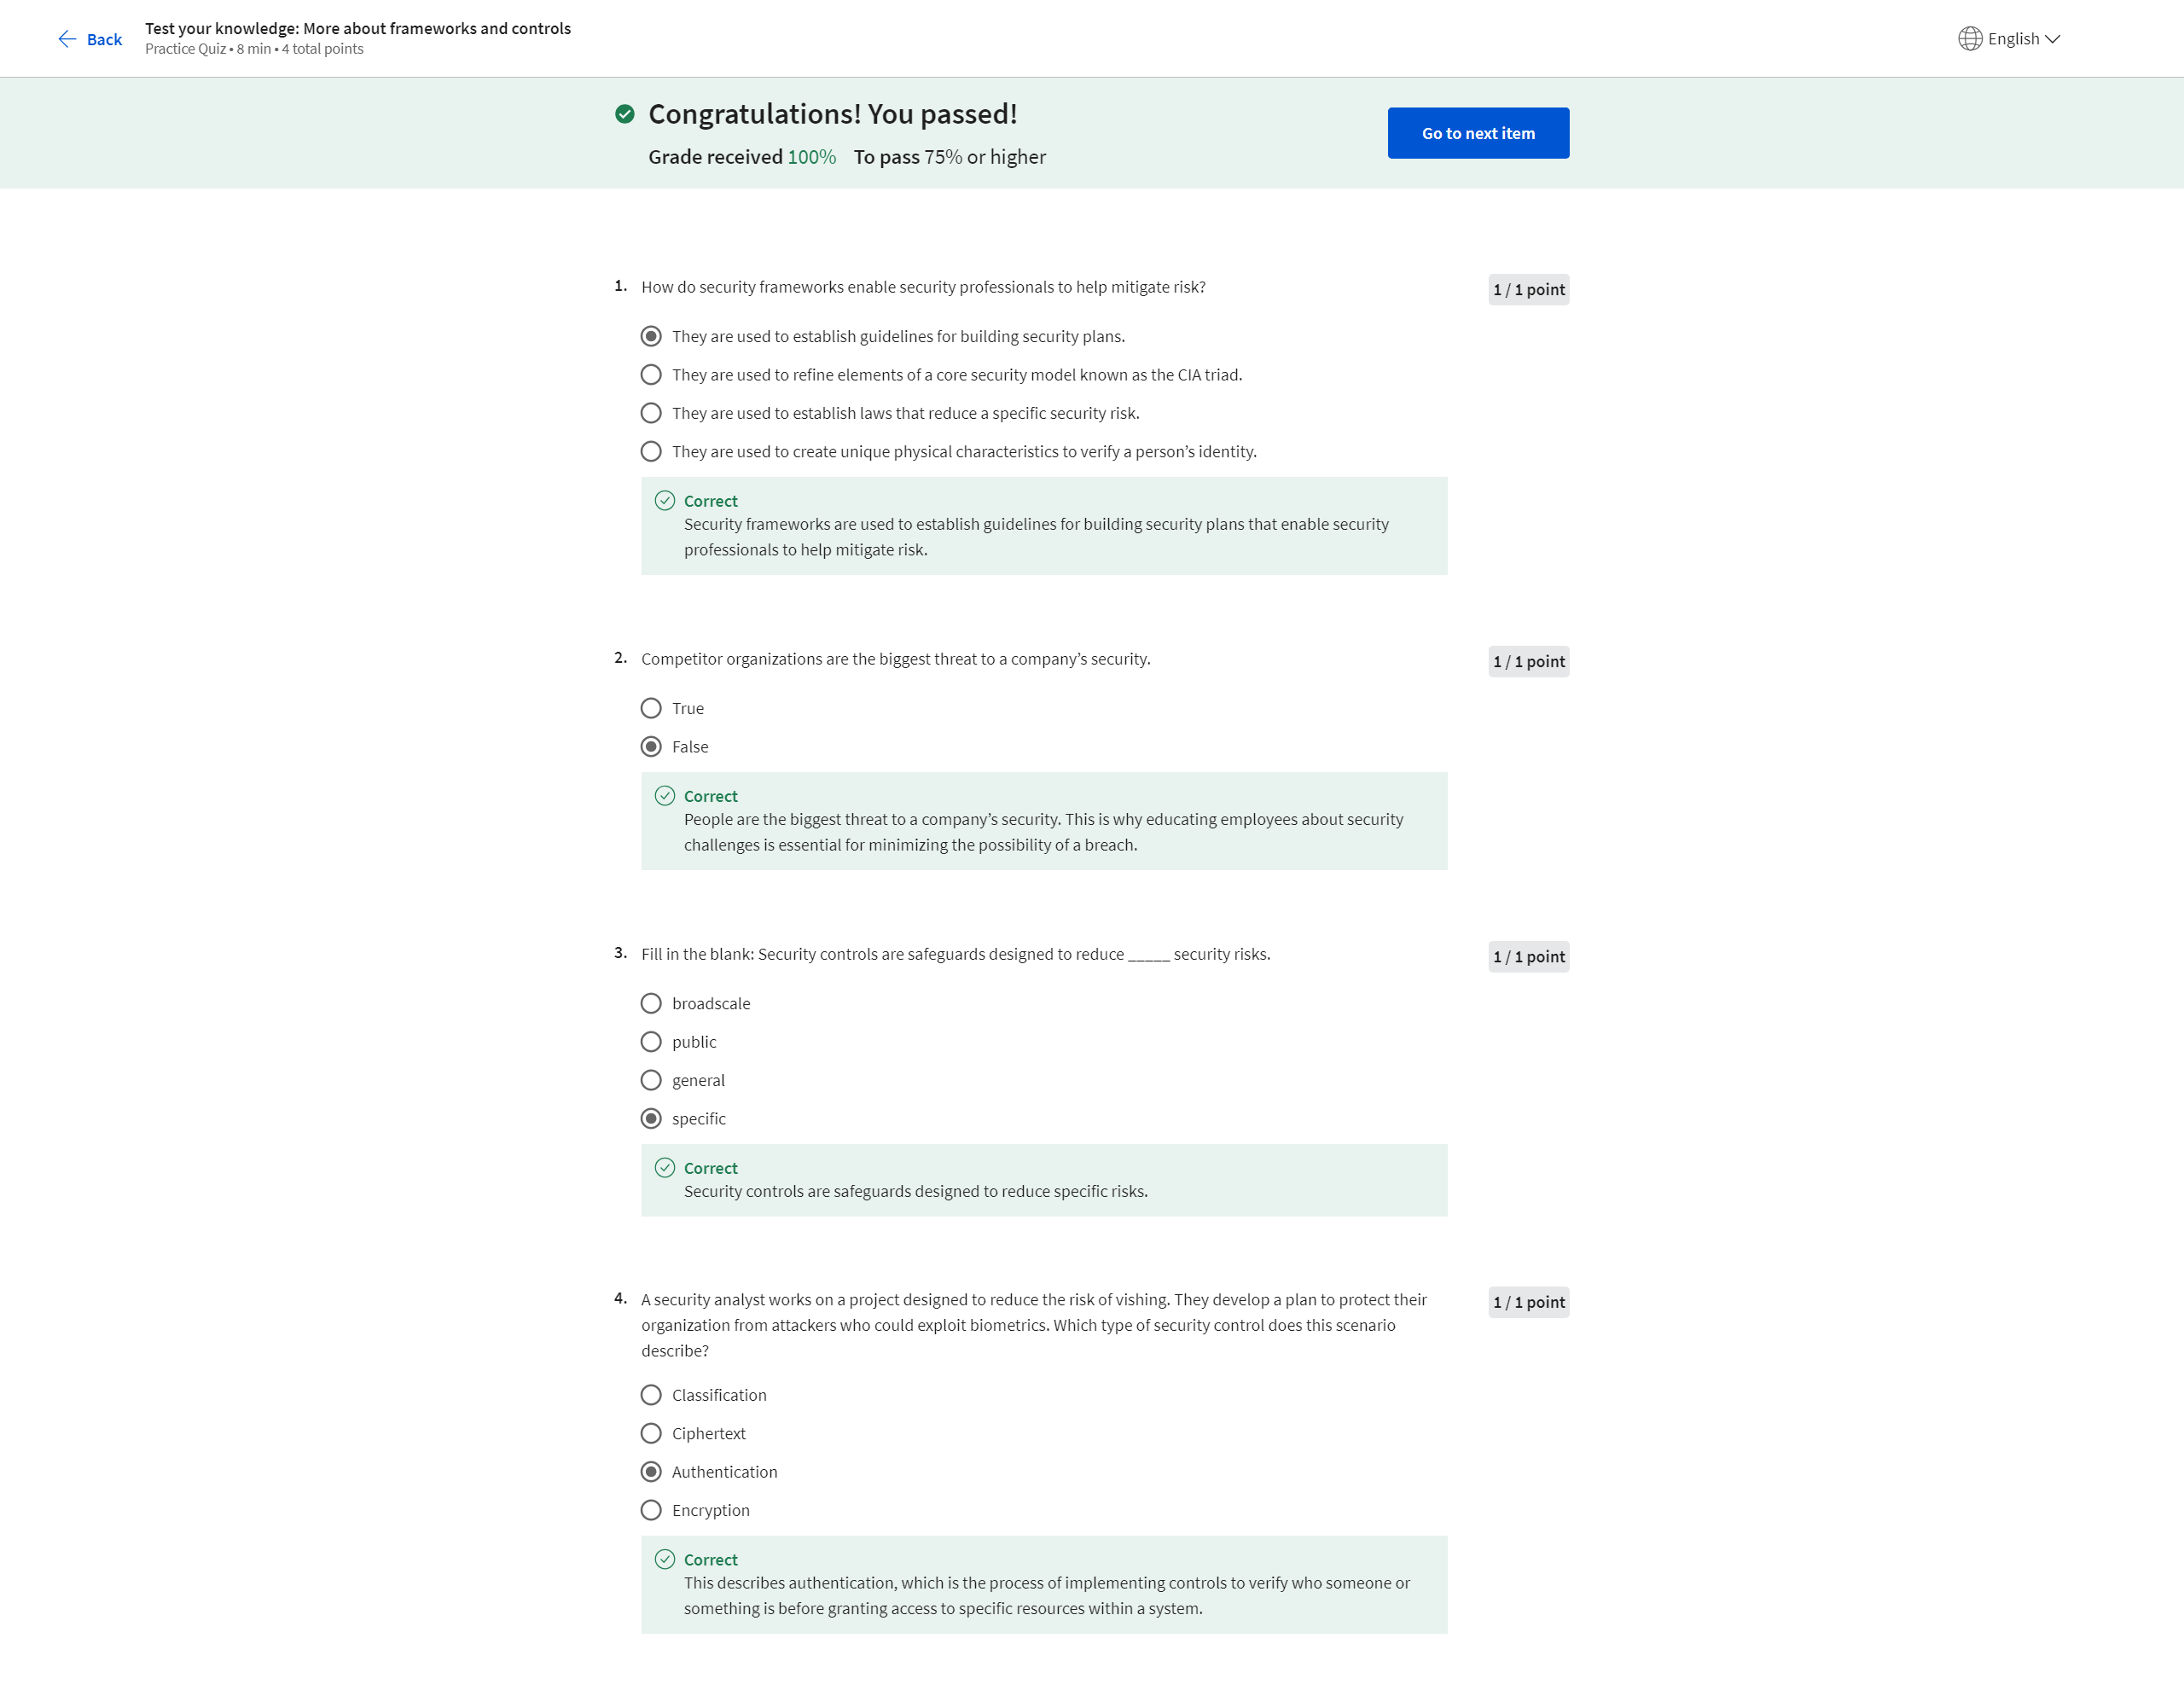 Back
Test your knowledge: More about frameworks and controls
Practice Quiz • 8 min • 4 total points
English
Congratulations! You passed!
Grade received 100% To pass 75% or higher
Go to next item
1. How do security frameworks enable security professionals to help mitigate risk?
1 / 1 point
They are used to establish guidelines for building security plans.
They are used to refine elements of a core security model known as the CIA triad.
They are used to establish laws that reduce a specific security risk.
They are used to create unique physical characteristics to verify a person’s identity.
Correct
Security frameworks are used to establish guidelines for building security plans that enable security
professionals to help mitigate risk.
2. Competitor organizations are the biggest threat to a company’s security.
1 / 1 point
True
False
Correct
People are the biggest threat to a company’s security. This is why educating employees about security
challenges is essential for minimizing the possibility of a breach.
3. Fill in the blank: Security controls are safeguards designed to reduce _____ security risks.
1 / 1 point
broadscale
public
general
specific
Correct
Security controls are safeguards designed to reduce specific risks.
4. A security analyst works on a project designed to reduce the risk of vishing. They develop a plan to protect their
organization from attackers who could exploit biometrics. Which type of security control does this scenario
describe?
1 / 1 point
Classification
Ciphertext
Authentication
Encryption
Correct
This describes authentication, which is the process of implementing controls to verify who someone or
something is before granting access to specific resources within a system.